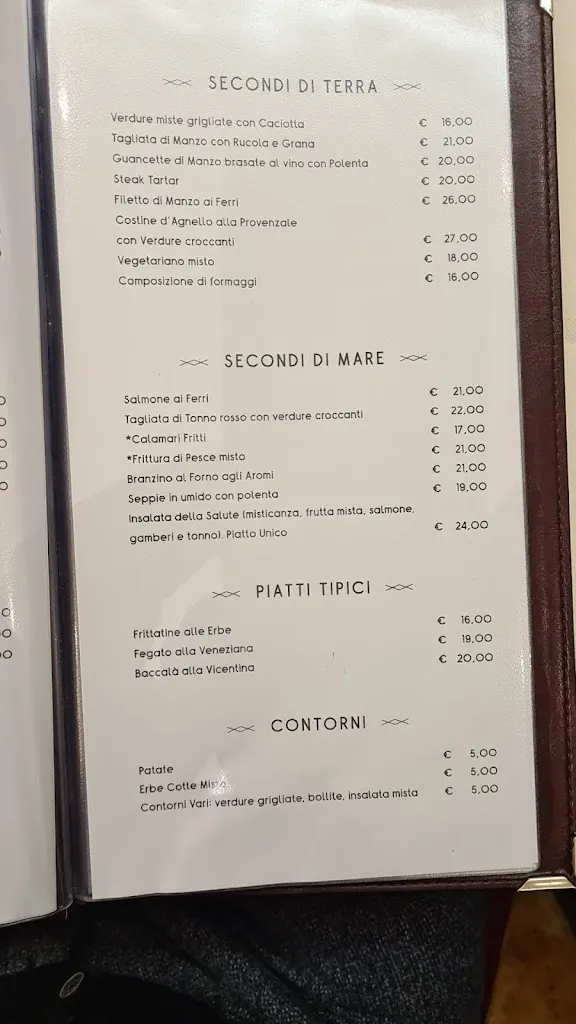 SECONDI DI TERRA
Verdure miste grigliate con Caciotta € 16,00
Tagliata di Manzo con Rucola e Grana € 21,00
Guancette di Manzo brasate al vino con Polenta € 20,00
Steak Tartar € 20,00
Filetto di Manzo ai Ferri € 26,00
Costine d'Agnello alla Provenzale
con Verdure croccanti € 27,00
Vegetariano misto € 18,00
Composizione di formaggi € 16,00
SECONDI DI MARE
Salmone ai Ferri € 21,00
Tagliata di Tonno rosso con verdure croccanti € 22,00
*Calamari Fritti € 17,00
*Frittura di Pesce misto € 21,00
Branzino al Forno agli Aromi € 21,00
Seppie in umido con polenta € 19,00
Insalata della Salute (misticanza, frutta mista, salmone,
gamberi e tonno). Piatto Unico € 24,00
PIATTI TIPICI
Frittatine alle Erbe € 16,00
Fegato alla Veneziana € 19,00
Baccalà alla Vicentina € 20,00
CONTORNI
Patate € 5,00
Erbe Cotte Miste € 5,00
Contorni Vari: verdure grigliate, bollite, insalata mista € 5,00